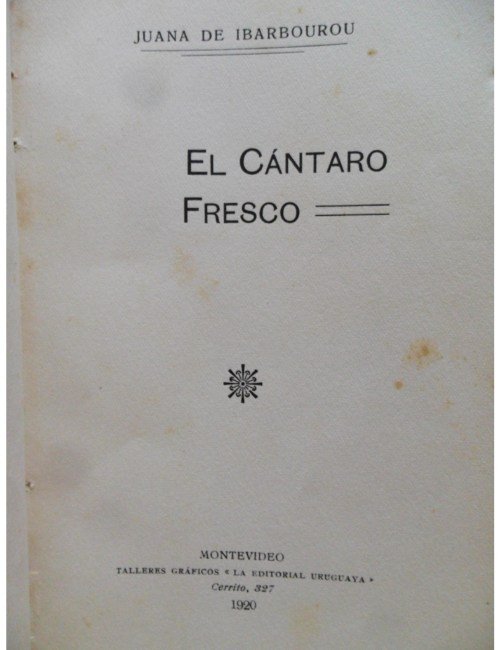 JUANA DE IBARBOUROU
EL CÁNTARO
FRESCO
MONTEVIDEO
TALLERES GRÁFICOS « LA EDITORIAL URUGUAYA »
Cerrito, 327
1920